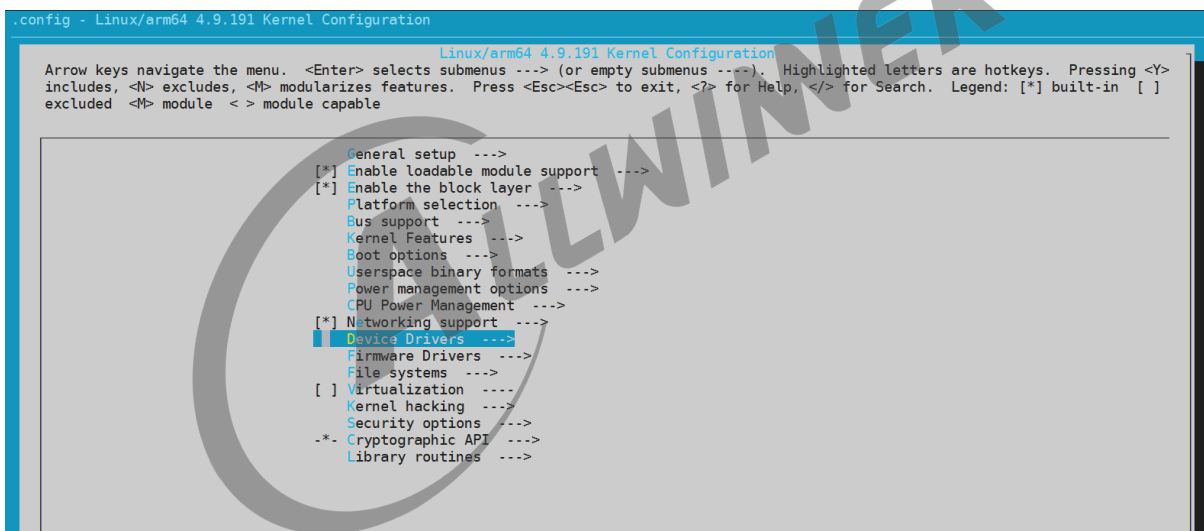 .config - Linux/arm64 4.9.191 Kernel Configuration
Linux/arm64 4.9.191 Kernel Configuration
Arrow keys navigate the menu.  <Enter> selects submenus ---> (or empty submenus ----).  Highlighted letters are hotkeys.  Pressing <Y>
includes, <N> excludes, <M> modularizes features.  Press <Esc><Esc> to exit, <?> for Help, </> for Search.  Legend: [*] built-in  [ ]
excluded  <M> module  < > module capable
General setup  --->
[*] Enable loadable module support  --->
[*] Enable the block layer  --->
Platform selection  --->
Bus support  --->
Kernel Features  --->
Boot options  --->
Userspace binary formats  --->
Power management options  --->
CPU Power Management  --->
[*] Networking support  --->
Device Drivers  --->
Firmware Drivers  --->
File systems  --->
[ ] Virtualization  ----
Kernel hacking  --->
Security options  --->
-*- Cryptographic API  --->
Library routines  --->
ALLWINNER